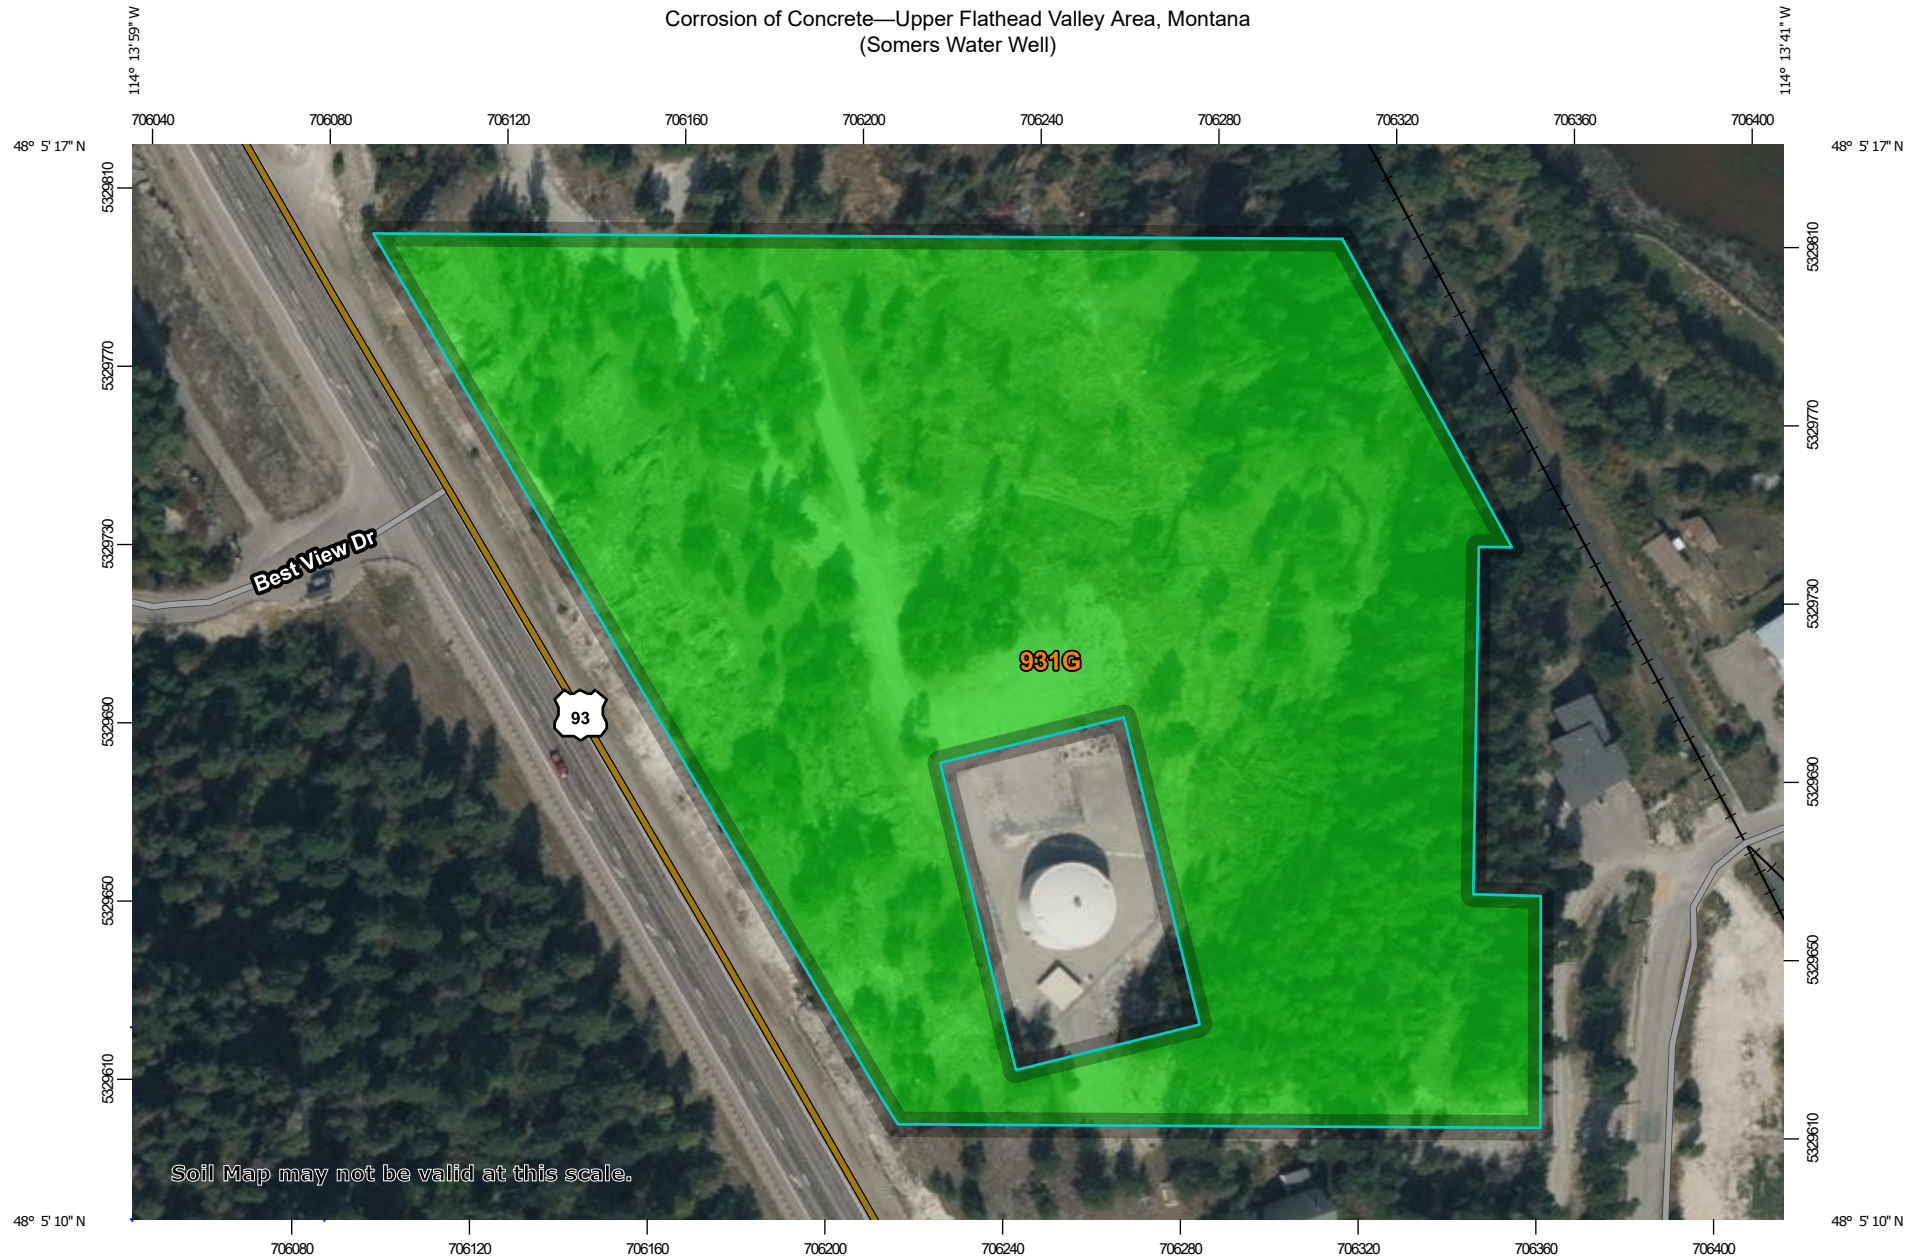 Corrosion of Concrete—Upper Flathead Valley Area, Montana
(Somers Water Well)
114° 13' 59'' W
114° 13' 41'' W
706040 706080 706120 706160 706200 706240 706280 706320 706360 706400
48° 5' 17'' N
48° 5' 17'' N
5329810
5329810
5329770
5329770
5329730
5329730
Best View Dr
931G
5329690
93
5329690
5329650
5329650
5329610
5329610
Soil Map may not be valid at this scale.
48° 5' 10'' N
48° 5' 10'' N
706080 706120 706160 706200 706240 706280 706320 706360 706400